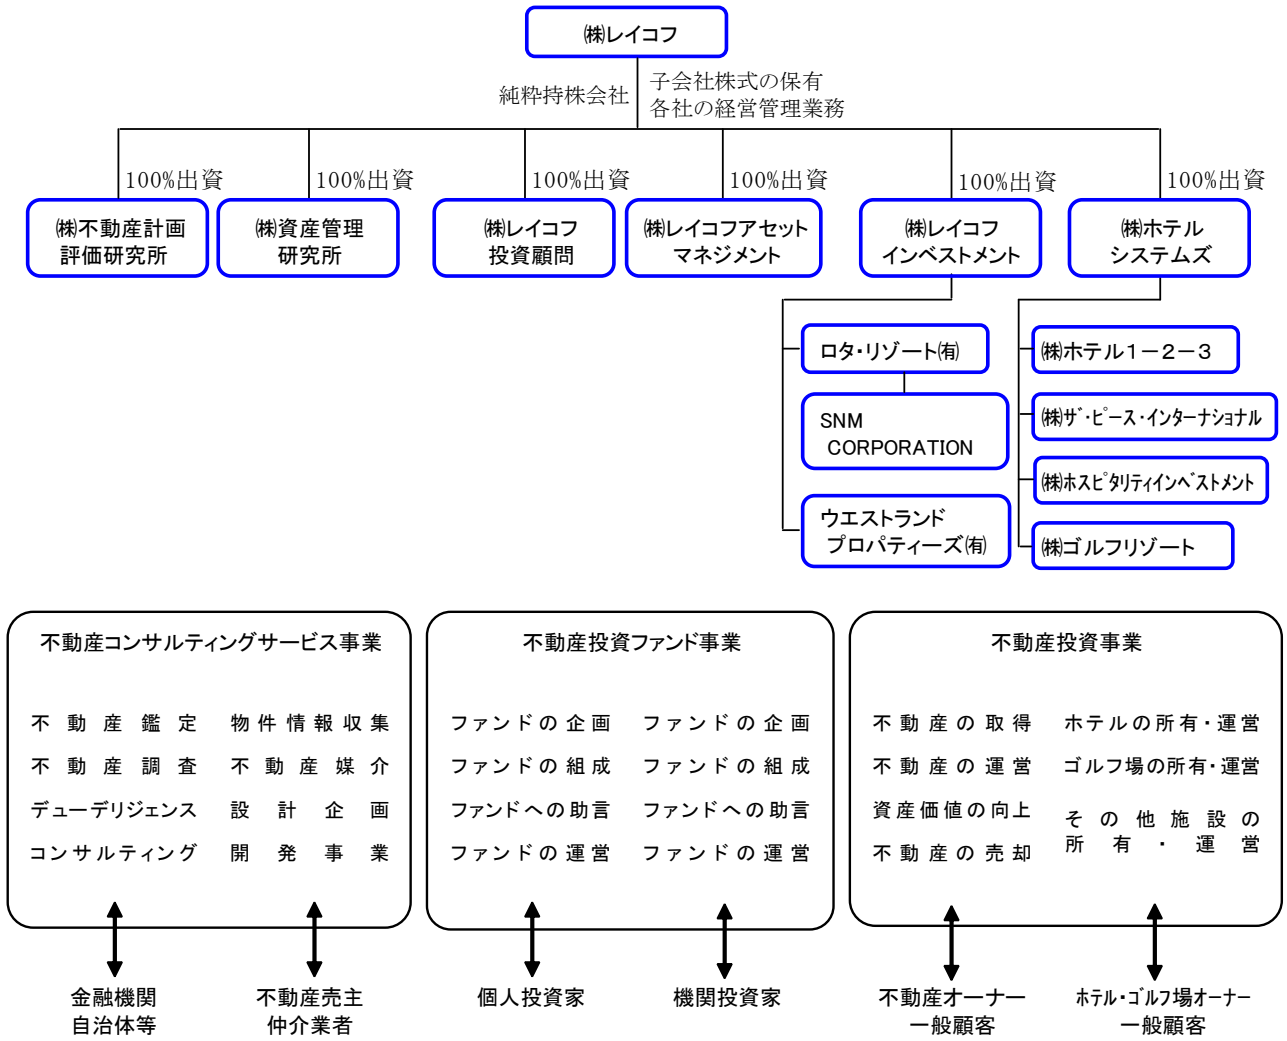 ㈱レイコフ
純粋持株会社
子会社株式の保有
各社の経営管理業務
100%出資
100%出資
100%出資
100%出資
100%出資
100%出資
㈱不動産計画
評価研究所
㈱資産管理
研究所
㈱レイコフ
投資顧問
㈱レイコフアセット
マネジメント
㈱レイコフ
インベストメント
㈱ホテル
システムズ
ロタ・リゾート㈲
SNM
CORPORATION
ウエストランド
プロパティーズ㈲
㈱ホテル1-2-3
㈱ザ・ピース・インターナショナル
㈱ホスピタリティインベストメント
㈱ゴルフリゾート
不動産コンサルティングサービス事業
不動産鑑定
不動産調査
デューデリジェンス
コンサルティング
物件情報収集
不動産媒介
設計企画
開発事業
金融機関
自治体等
不動産売主
仲介業者
不動産投資ファンド事業
ファンドの企画
ファンドの組成
ファンドへの助言
ファンドの運営
ファンドの企画
ファンドの組成
ファンドへの助言
ファンドの運営
個人投資家
機関投資家
不動産投資事業
不動産の取得
不動産の運営
資産価値の向上
不動産の売却
ホテルの所有・運営
ゴルフ場の所有・運営
その他施設の
所有・運営
不動産オーナー
一般顧客
ホテル・ゴルフ場オーナー
一般顧客